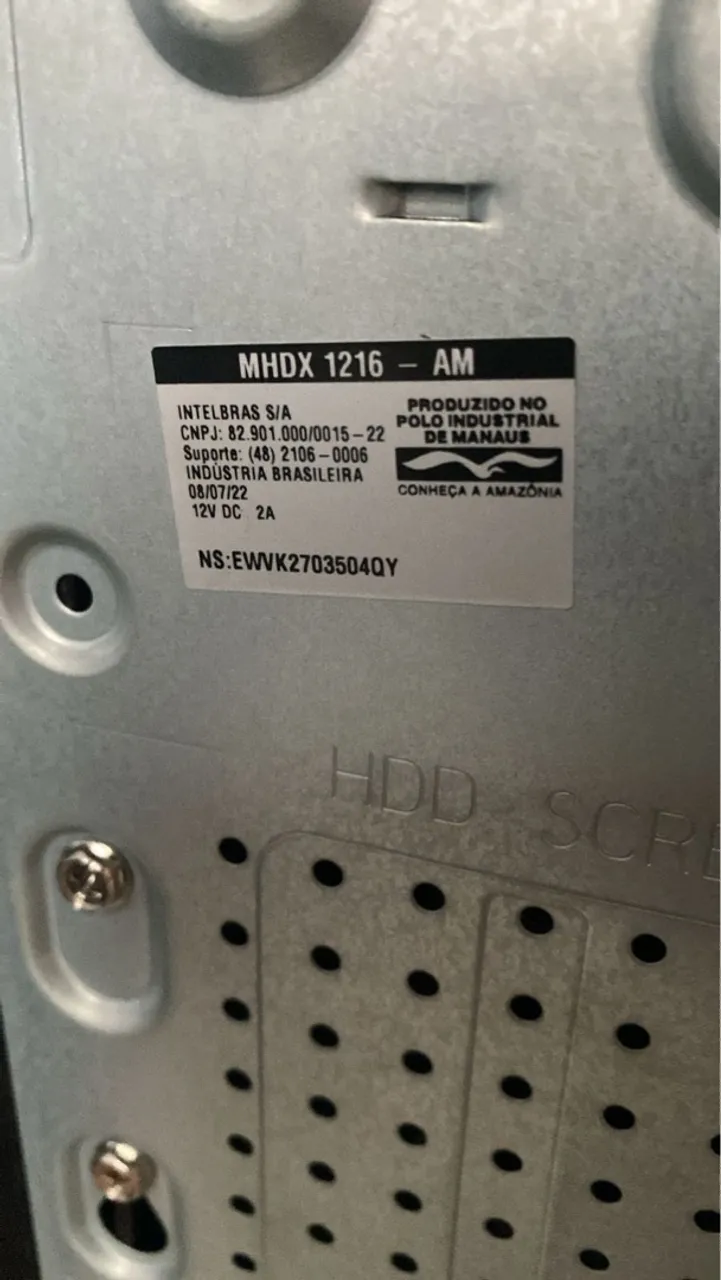 MHDX 1216 - AM
INTELBRAS S/A
CNPJ: 82.901.000/0015-22
Suporte: (48) 2106-0006
INDÚSTRIA BRASILEIRA
08/07/22
12V DC 2A
NS:EWVK2703504QY
PRODUZIDO NO
POLO INDUSTRIAL
DE MANAUS
CONHEÇA A AMAZÔNIA
HDD SCRE